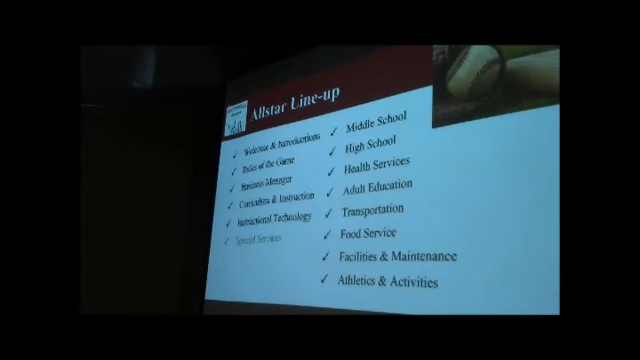 Allstar Line-up
✓ Welcome & Introductions
✓ Rules of the Game
✓ Business Manager
✓ Curriculum & Instruction
✓ Instructional Technology
✓ Special Services
✓ Middle School
✓ High School
✓ Health Services
✓ Adult Education
✓ Transportation
✓ Food Service
✓ Facilities & Maintenance
✓ Athletics & Activities